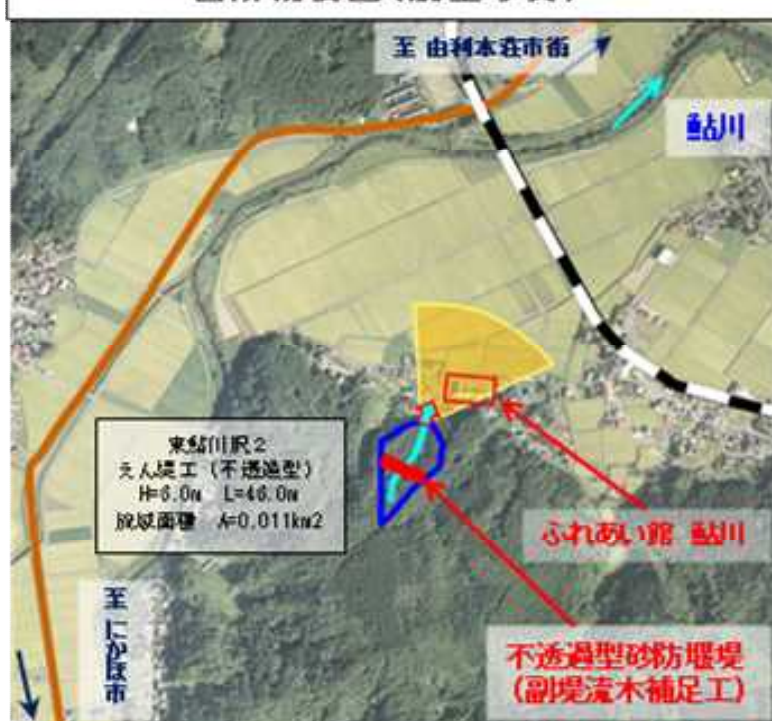 至 由利本荘市街
鮎川
東鮎川沢2
えん堤工（不透過型）
H=6.0m L=46.0m
流域面積 A=0.011km2
ふれあい館 鮎川
至 にかほ市
不透過型砂防堰堤
（副堤流木補足工）